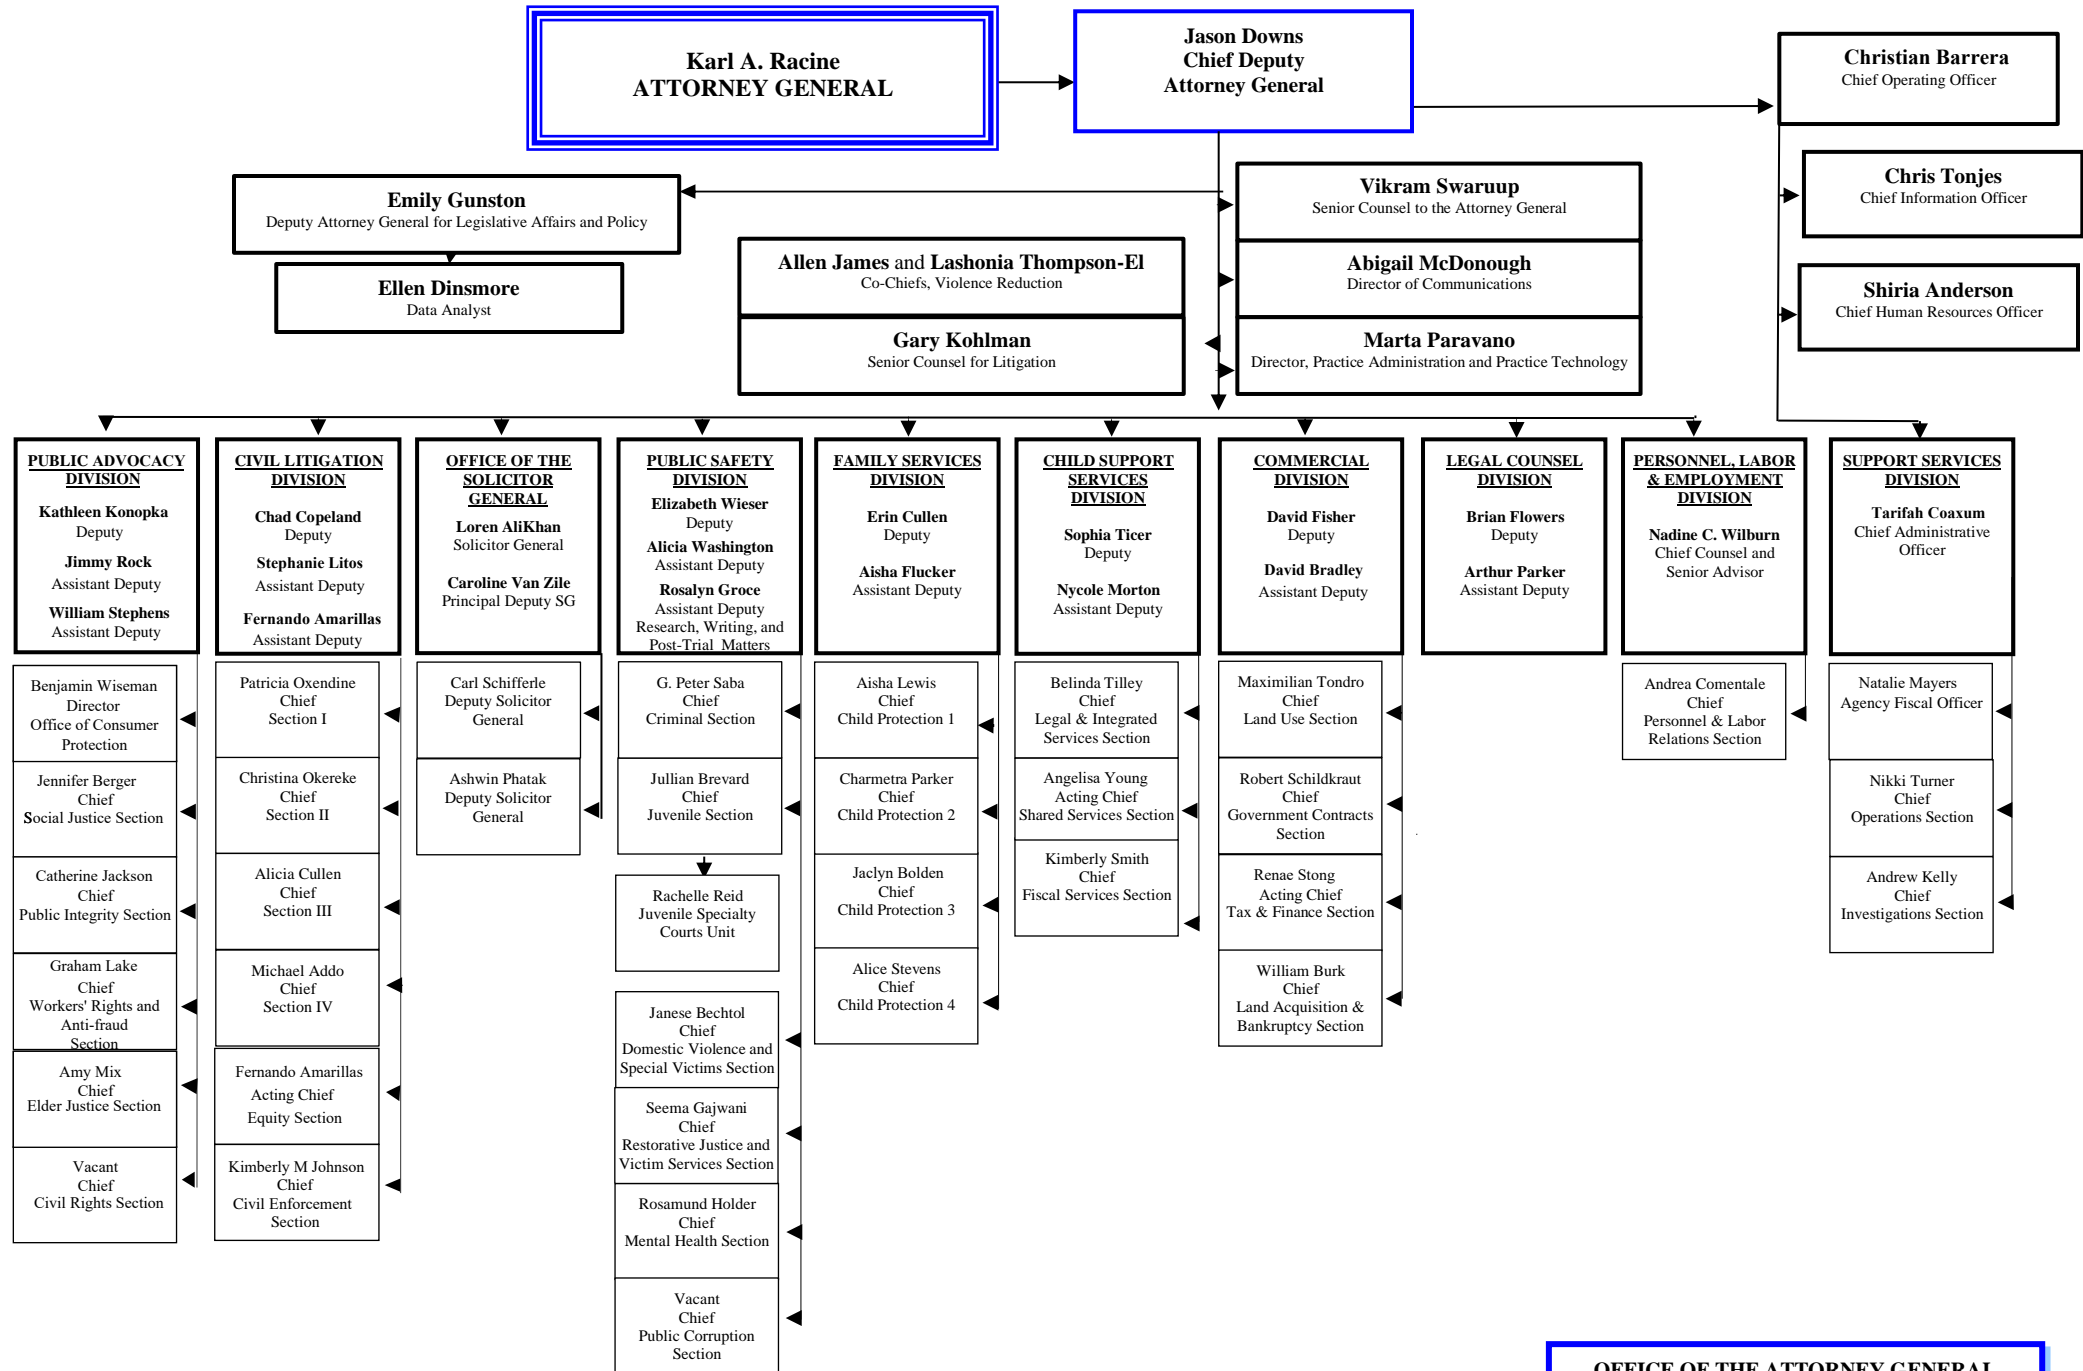 Karl A. Racine
ATTORNEY GENERAL
Jason Downs
Chief Deputy
Attorney General
Christian Barrera
Chief Operating Officer
Chris Tonjes
Chief Information Officer
Shiria Anderson
Chief Human Resources Officer
Emily Gunston
Deputy Attorney General for Legislative Affairs and Policy
Ellen Dinsmore
Data Analyst
Vikram Swaruup
Senior Counsel to the Attorney General
Allen James and Lashonia Thompson-El
Co-Chiefs, Violence Reduction
Abigail McDonough
Director of Communications
Gary Kohlman
Senior Counsel for Litigation
Marta Paravano
Director, Practice Administration and Practice Technology
PUBLIC ADVOCACY
DIVISION
Kathleen Konopka
Deputy
Jimmy Rock
Assistant Deputy
William Stephens
Assistant Deputy
Benjamin Wiseman
Director
Office of Consumer
Protection
Jennifer Berger
Chief
Social Justice Section
Catherine Jackson
Chief
Public Integrity Section
Graham Lake
Chief
Workers' Rights and
Anti-fraud
Section
Amy Mix
Chief
Elder Justice Section
Vacant
Chief
Civil Rights Section
CIVIL LITIGATION
DIVISION
Chad Copeland
Deputy
Stephanie Litos
Assistant Deputy
Fernando Amarillas
Assistant Deputy
Patricia Oxendine
Chief
Section I
Christina Okereke
Chief
Section II
Alicia Cullen
Chief
Section III
Michael Addo
Chief
Section IV
Fernando Amarillas
Acting Chief
Equity Section
Kimberly M Johnson
Chief
Civil Enforcement
Section
OFFICE OF THE
SOLICITOR
GENERAL
Loren AliKhan
Solicitor General
Caroline Van Zile
Principal Deputy SG
Carl Schifferle
Deputy Solicitor
General
Ashwin Phatak
Deputy Solicitor
General
PUBLIC SAFETY
DIVISION
Elizabeth Wieser
Deputy
Alicia Washington
Assistant Deputy
Rosalyn Groce
Assistant Deputy
Research, Writing, and
Post-Trial Matters
G. Peter Saba
Chief
Criminal Section
Jullian Brevard
Chief
Juvenile Section
Rachelle Reid
Juvenile Specialty
Courts Unit
Janese Bechtol
Chief
Domestic Violence and
Special Victims Section
Seema Gajwani
Chief
Restorative Justice and
Victim Services Section
Rosamund Holder
Chief
Mental Health Section
Vacant
Chief
Public Corruption
Section
FAMILY SERVICES
DIVISION
Erin Cullen
Deputy
Aisha Flucker
Assistant Deputy
Aisha Lewis
Chief
Child Protection 1
Charmetra Parker
Chief
Child Protection 2
Jaclyn Bolden
Chief
Child Protection 3
Alice Stevens
Chief
Child Protection 4
CHILD SUPPORT
SERVICES
DIVISION
Sophia Ticer
Deputy
Nycole Morton
Assistant Deputy
Belinda Tilley
Chief
Legal & Integrated
Services Section
Angelisa Young
Acting Chief
Shared Services Section
Kimberly Smith
Chief
Fiscal Services Section
COMMERCIAL
DIVISION
David Fisher
Deputy
David Bradley
Assistant Deputy
Maximilian Tondro
Chief
Land Use Section
Robert Schildkraut
Chief
Government Contracts
Section
Renae Stong
Acting Chief
Tax & Finance Section
William Burk
Chief
Land Acquisition &
Bankruptcy Section
LEGAL COUNSEL
DIVISION
Brian Flowers
Deputy
Arthur Parker
Assistant Deputy
PERSONNEL, LABOR
& EMPLOYMENT
DIVISION
Nadine C. Wilburn
Chief Counsel and
Senior Advisor
Andrea Comentale
Chief
Personnel & Labor
Relations Section
SUPPORT SERVICES
DIVISION
Tarifah Coaxum
Chief Administrative
Officer
Natalie Mayers
Agency Fiscal Officer
Nikki Turner
Chief
Operations Section
Andrew Kelly
Chief
Investigations Section
OFFICE OF THE ATTORNEY GENERAL